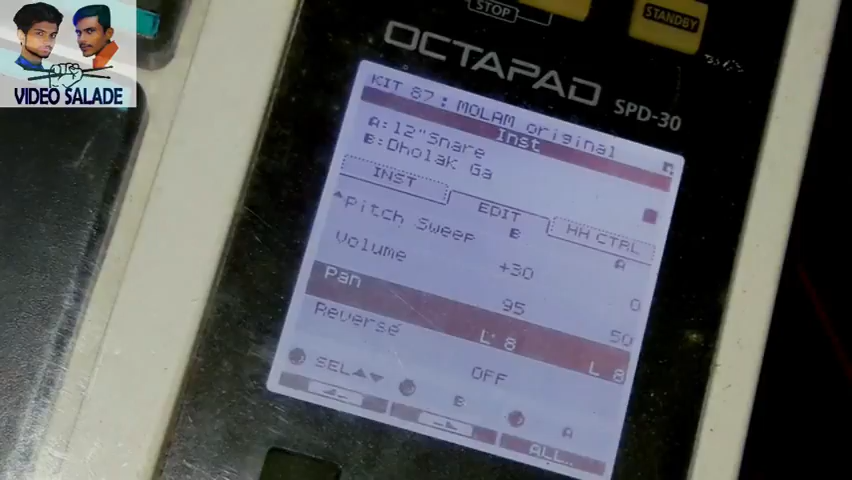 STOP
STANDBY
OCTAPAD SPD-30
VIDEO SALADE
KIT 87: MOLAM original
Inst
A:12"Snare
B:Dholak Ga
INST EDIT HH CTRL
B A
Pitch Sweep +30 0
Volume 95 50
Pan L 8 L 8
Reverse OFF
SEL B A
ALL..